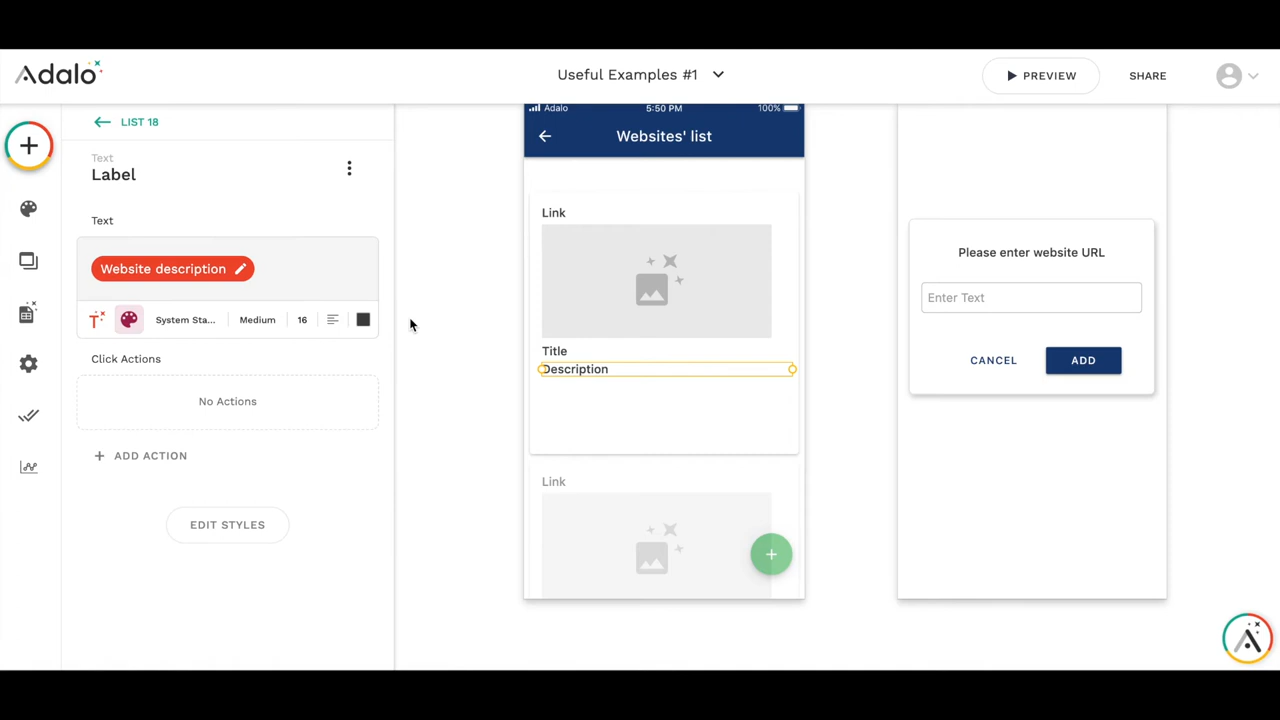 Adalo
Useful Examples #1
PREVIEW
SHARE
LIST 18
Text
Label
Text
Website description
System Sta...
Medium
16
Click Actions
No Actions
ADD ACTION
EDIT STYLES
Adalo
5:50 PM
100%
Websites' list
Link
Title
Description
Link
Please enter website URL
Enter Text
CANCEL
ADD